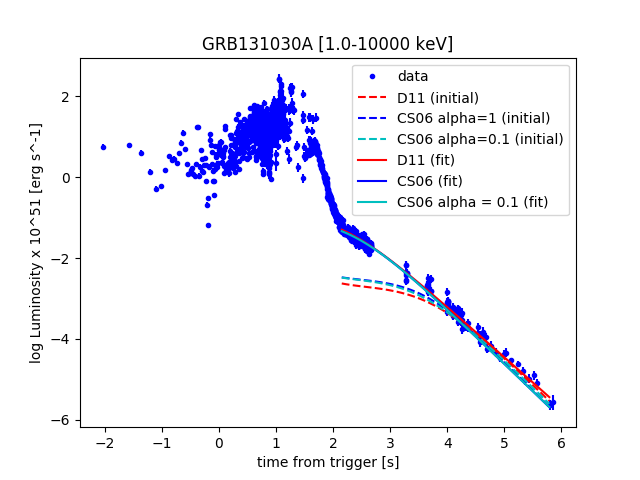 GRB131030A [1.0-10000 keV]
data
D11 (initial)
CS06 alpha=1 (initial)
CS06 alpha=0.1 (initial)
D11 (fit)
CS06 (fit)
CS06 alpha = 0.1 (fit)
log Luminosity x 10^51 [erg s^-1]
2
0
−2
−4
−6
−2 −1 0 1 2 3 4 5 6
time from trigger [s]